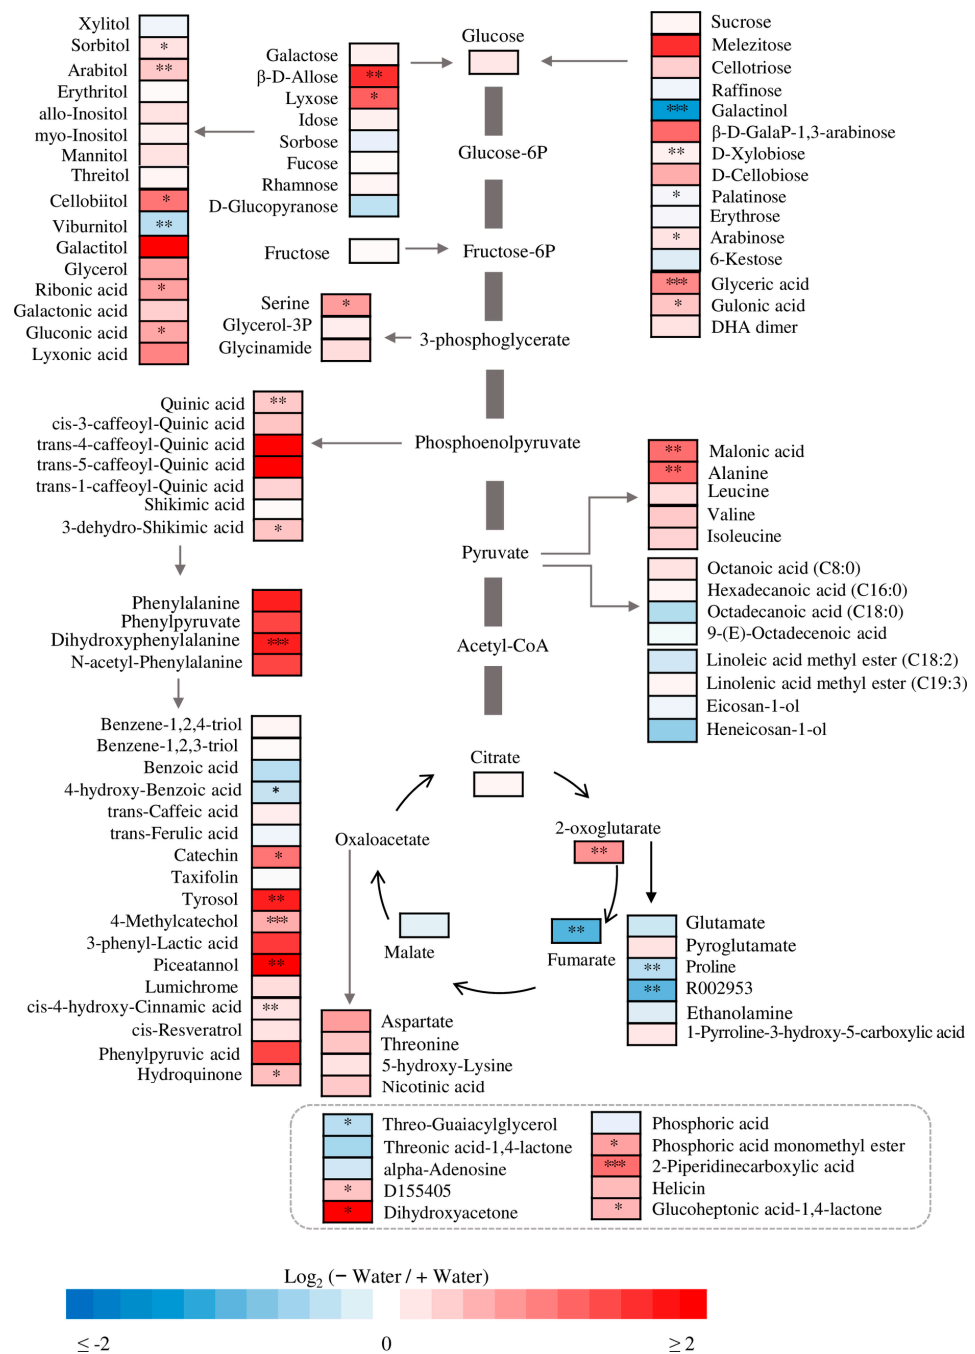 Xylitol
Sorbitol *
Arabitol **
Erythritol
allo-Inositol
myo-Inositol
Mannitol
Threitol
Cellobiitol *
Viburnitol **
Galactitol
Glycerol
Ribonic acid *
Galactonic acid
Gluconic acid *
Lyxonic acid
Galactose
β-D-Allose **
Lyxose *
Idose
Sorbose
Fucose
Rhamnose
D-Glucopyranose
Fructose
Serine *
Glycerol-3P
Glycinamide
Glucose
Glucose-6P
Fructose-6P
3-phosphoglycerate
Phosphoenolpyruvate
Pyruvate
Acetyl-CoA
Sucrose
Melezitose
Cellotriose
Raffinose
*** Galactinol
β-D-GalaP-1,3-arabinose
** D-Xylobiose
D-Cellobiose
* Palatinose
Erythrose
* Arabinose
6-Kestose
*** Glyceric acid
* Gulonic acid
DHA dimer
Quinic acid **
cis-3-caffeoyl-Quinic acid
trans-4-caffeoyl-Quinic acid
trans-5-caffeoyl-Quinic acid
trans-1-caffeoyl-Quinic acid
Shikimic acid
3-dehydro-Shikimic acid *
Phenylalanine
Phenylpyruvate
Dihydroxyphenylalanine ***
N-acetyl-Phenylalanine
** Malonic acid
** Alanine
Leucine
Valine
Isoleucine
Octanoic acid (C8:0)
Hexadecanoic acid (C16:0)
Octadecanoic acid (C18:0)
9-(E)-Octadecenoic acid
Linoleic acid methyl ester (C18:2)
Linolenic acid methyl ester (C19:3)
Eicosan-1-ol
Heneicosan-1-ol
Benzene-1,2,4-triol
Benzene-1,2,3-triol
Benzoic acid
4-hydroxy-Benzoic acid *
trans-Caffeic acid
trans-Ferulic acid
Catechin *
Taxifolin
Tyrosol **
4-Methylcatechol ***
3-phenyl-Lactic acid
Piceatannol **
Lumichrome
cis-4-hydroxy-Cinnamic acid **
cis-Resveratrol
Phenylpyruvic acid
Hydroquinone *
Citrate
2-oxoglutarate
**
Oxaloacetate
Malate
**
Fumarate
Glutamate
Pyroglutamate
** Proline
** R002953
Ethanolamine
1-Pyrroline-3-hydroxy-5-carboxylic acid
Aspartate
Threonine
5-hydroxy-Lysine
Nicotinic acid
* Threo-Guaiacylglycerol
Threonic acid-1,4-lactone
alpha-Adenosine
* D155405
* Dihydroxyacetone
Phosphoric acid
* Phosphoric acid monomethyl ester
*** 2-Piperidinecarboxylic acid
Helicin
* Glucoheptonic acid-1,4-lactone
Log2 (− Water / + Water)
≤ -2 0 ≥ 2